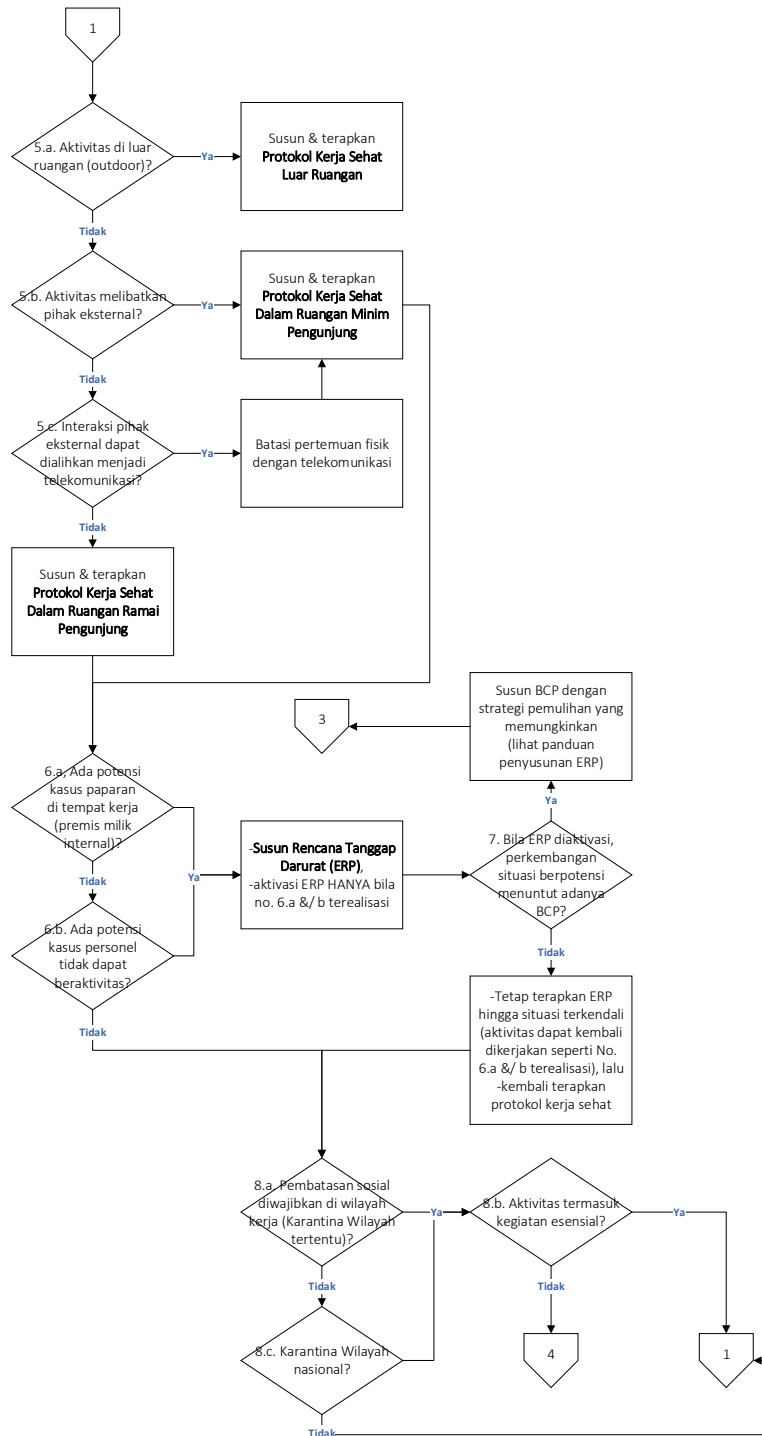 1
5.a. Aktivitas di luar
ruangan (outdoor)?
Ya
Susun & terapkan
Protokol Kerja Sehat
Luar Ruangan
Tidak
5.b. Aktivitas melibatkan
pihak eksternal?
Ya
Susun & terapkan
Protokol Kerja Sehat
Dalam Ruangan Minim
Pengunjung
Tidak
5.c. Interaksi pihak
eksternal dapat
dialihkan menjadi
telekomunikasi?
Ya
Batasi pertemuan fisik
dengan telekomunikasi
Tidak
Susun & terapkan
Protokol Kerja Sehat
Dalam Ruangan Ramai
Pengunjung
3
Susun BCP dengan
strategi pemulihan yang
memungkinkan
(lihat panduan
penyusunan ERP)
Ya
6.a, Ada potensi
kasus paparan
di tempat kerja
(premis milik
internal)?
Tidak
Ya
-Susun Rencana Tanggap
Darurat (ERP),
-aktivasi ERP HANYA bila
no. 6.a &/ b terealisasi
7. Bila ERP diaktivasi,
perkembangan
situasi berpotensi
menuntut adanya
BCP?
6.b. Ada potensi
kasus personel
tidak dapat
beraktivitas?
Tidak
Tidak
-Tetap terapkan ERP
hingga situasi terkendali
(aktivitas dapat kembali
dikerjakan seperti No.
6.a &/ b terealisasi), lalu
-kembali terapkan
protokol kerja sehat
8.a. Pembatasan sosial
diwajibkan di wilayah
kerja (Karantina Wilayah
tertentu)?
Ya
8.b. Aktivitas termasuk
kegiatan esensial?
Ya
Tidak
Tidak
8.c. Karantina Wilayah
nasional?
4
1
Tidak